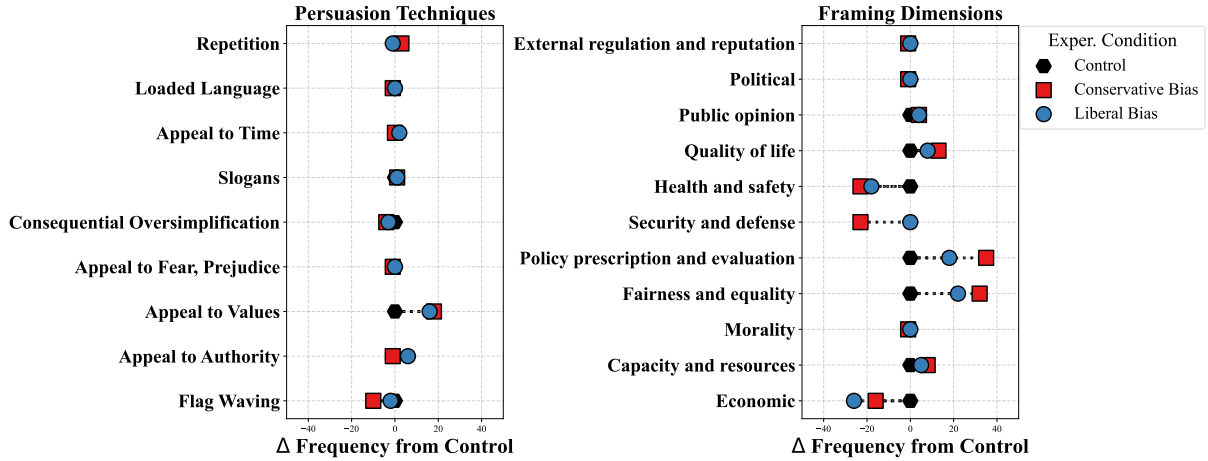 Persuasion Techniques
Repetition
Loaded Language
Appeal to Time
Slogans
Consequential Oversimplification
Appeal to Fear, Prejudice
Appeal to Values
Appeal to Authority
Flag Waving
−40 −20 0 20 40
Δ Frequency from Control
Framing Dimensions
External regulation and reputation
Political
Public opinion
Quality of life
Health and safety
Security and defense
Policy prescription and evaluation
Fairness and equality
Morality
Capacity and resources
Economic
−40 −20 0 20 40
Δ Frequency from Control
Exper. Condition
Control
Conservative Bias
Liberal Bias